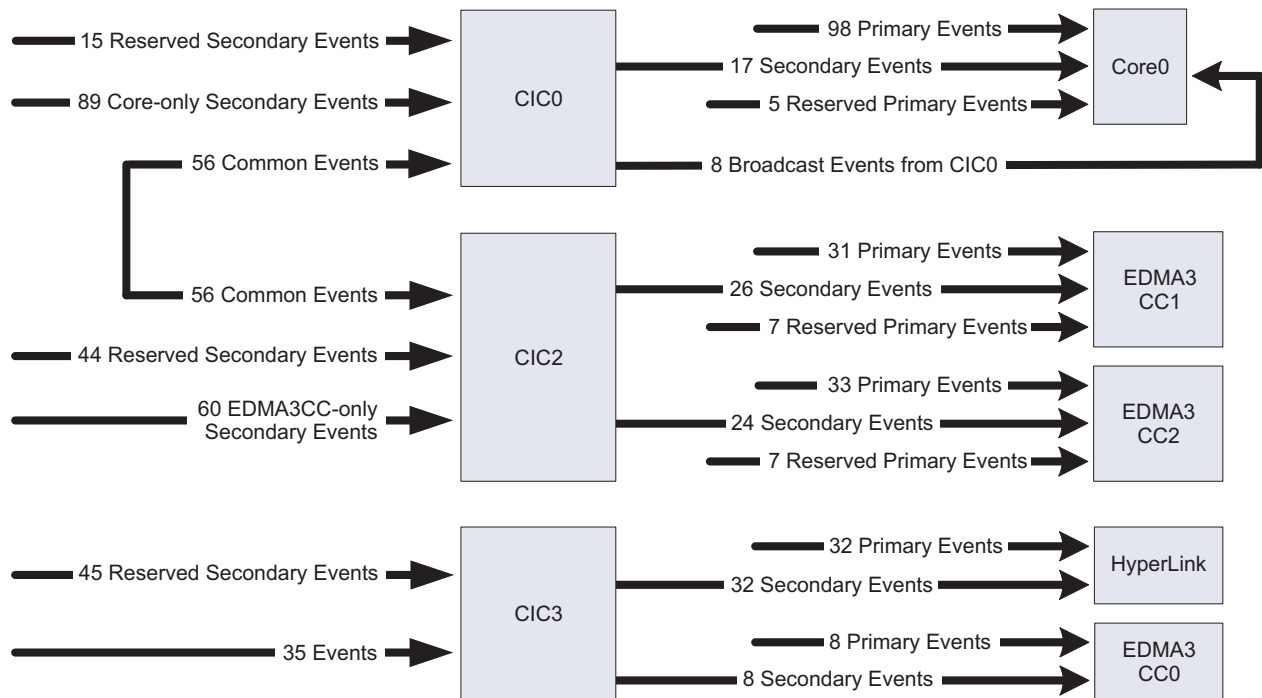 15 Reserved Secondary Events
89 Core-only Secondary Events
56 Common Events
CIC0
98 Primary Events
17 Secondary Events
5 Reserved Primary Events
8 Broadcast Events from CIC0
Core0
56 Common Events
44 Reserved Secondary Events
60 EDMA3CC-only
Secondary Events
CIC2
31 Primary Events
26 Secondary Events
7 Reserved Primary Events
EDMA3
CC1
33 Primary Events
24 Secondary Events
7 Reserved Primary Events
EDMA3
CC2
45 Reserved Secondary Events
35 Events
CIC3
32 Primary Events
32 Secondary Events
HyperLink
8 Primary Events
8 Secondary Events
EDMA3
CC0